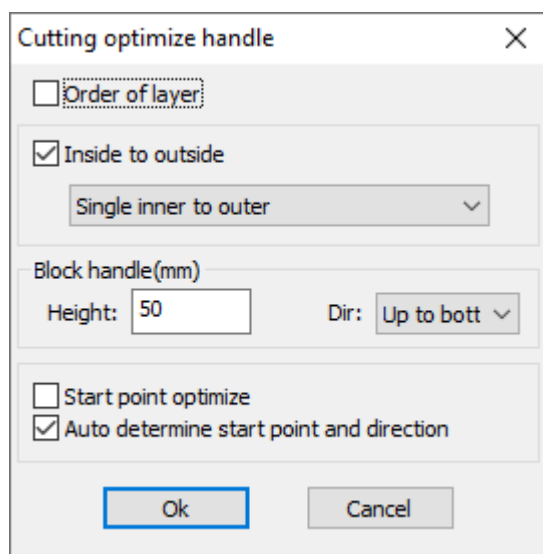 Cutting optimize handle
Order of layer
Inside to outside
Single inner to outer
Block handle(mm)
Height: 50 Dir: Up to bott
Start point optimize
Auto determine start point and direction
Ok Cancel